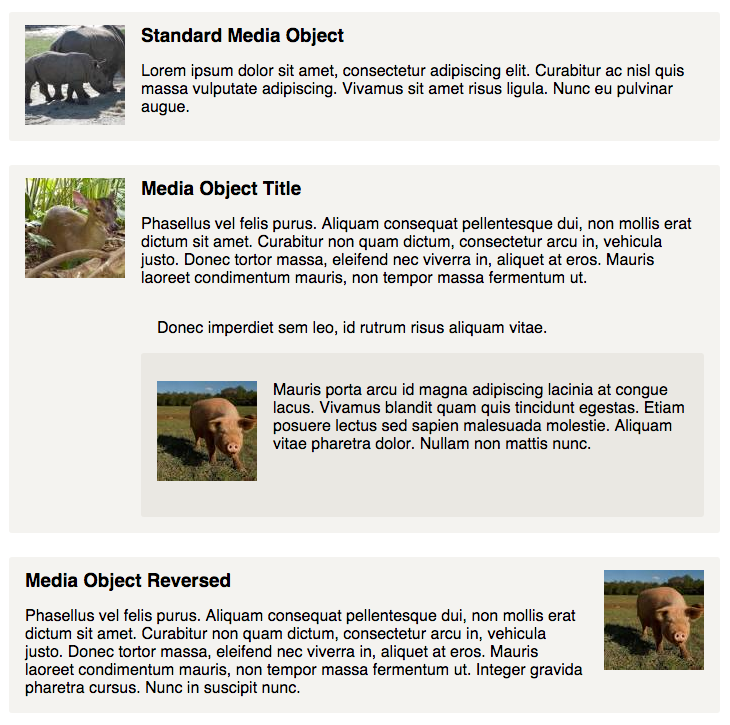 Standard Media Object
Lorem ipsum dolor sit amet, consectetur adipiscing elit. Curabitur ac nisl quis
massa vulputate adipiscing. Vivamus sit amet risus ligula. Nunc eu pulvinar
augue.
Media Object Title
Phasellus vel felis purus. Aliquam consequat pellentesque dui, non mollis erat
dictum sit amet. Curabitur non quam dictum, consectetur arcu in, vehicula
justo. Donec tortor massa, eleifend nec viverra in, aliquet at eros. Mauris
laoreet condimentum mauris, non tempor massa fermentum ut.
Donec imperdiet sem leo, id rutrum risus aliquam vitae.
Mauris porta arcu id magna adipiscing lacinia at congue
lacus. Vivamus blandit quam quis tincidunt egestas. Etiam
posuere lectus sed sapien malesuada molestie. Aliquam
vitae pharetra dolor. Nullam non mattis nunc.
Media Object Reversed
Phasellus vel felis purus. Aliquam consequat pellentesque dui, non mollis erat
dictum sit amet. Curabitur non quam dictum, consectetur arcu in, vehicula
justo. Donec tortor massa, eleifend nec viverra in, aliquet at eros. Mauris
laoreet condimentum mauris, non tempor massa fermentum ut. Integer gravida
pharetra cursus. Nunc in suscipit nunc.